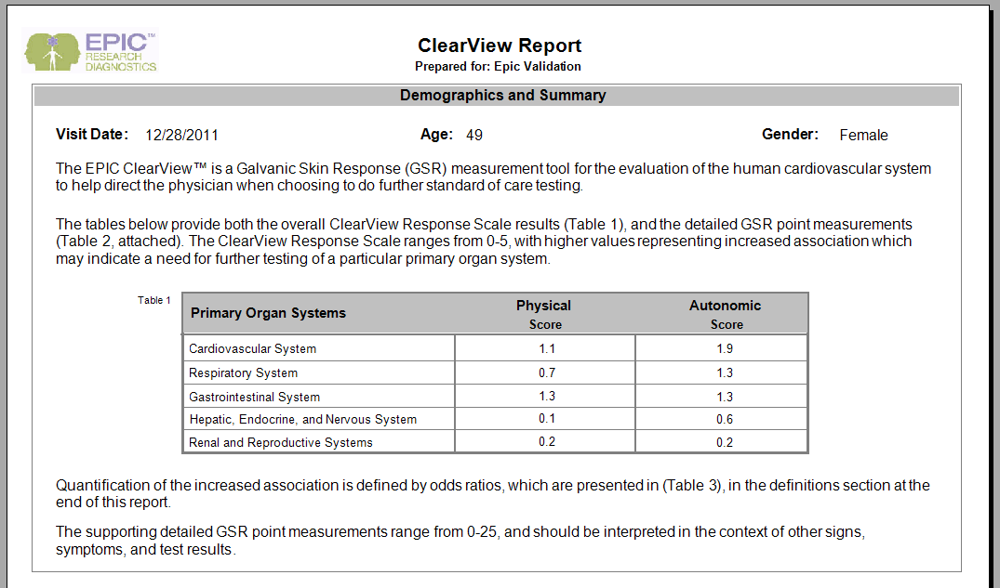 EPIC™
RESEARCH
DIAGNOSTICS
ClearView Report
Prepared for: Epic Validation
Demographics and Summary
Visit Date: 12/28/2011 Age: 49 Gender: Female
The EPIC ClearView™ is a Galvanic Skin Response (GSR) measurement tool for the evaluation of the human cardiovascular system
to help direct the physician when choosing to do further standard of care testing.
The tables below provide both the overall ClearView Response Scale results (Table 1), and the detailed GSR point measurements
(Table 2, attached). The ClearView Response Scale ranges from 0-5, with higher values representing increased association which
may indicate a need for further testing of a particular primary organ system.
Table 1
Primary Organ Systems Physical Score Autonomic Score
Cardiovascular System 1.1 1.9
Respiratory System 0.7 1.3
Gastrointestinal System 1.3 1.3
Hepatic, Endocrine, and Nervous System 0.1 0.6
Renal and Reproductive Systems 0.2 0.2
Quantification of the increased association is defined by odds ratios, which are presented in (Table 3), in the definitions section at the
end of this report.
The supporting detailed GSR point measurements range from 0-25, and should be interpreted in the context of other signs,
symptoms, and test results.